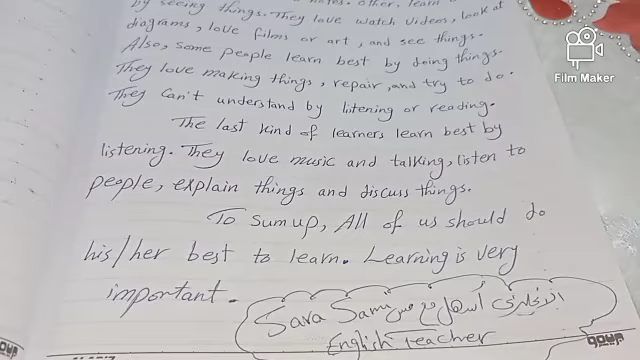 by seeing things. They love watch videos, look at
diagrams, love films or art, and see things.
Also, some people learn best by doing things.
They love making things, repair, and try to do.
They can't understand by listening or reading.
The last kind of learners learn best by
listening. They love music and talking, listen to
people, explain things and discuss things.
To sum up, All of us should do
his/her best to learn. Learning is very
important.
Sara Sami الإنجليزى أسهل مع مس
English Teacher
Film Maker